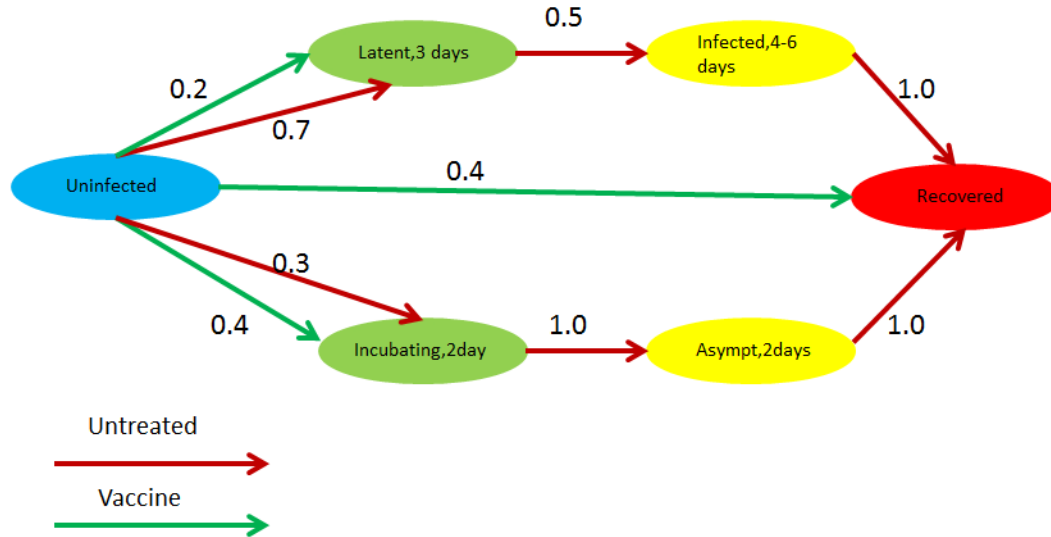 0.5
Latent,3 days
Infected,4-6
days
0.2
1.0
0.7
Uninfected
0.4
Recovered
0.3
0.4
1.0
1.0
Incubating,2day
Asympt,2days
Untreated
Vaccine